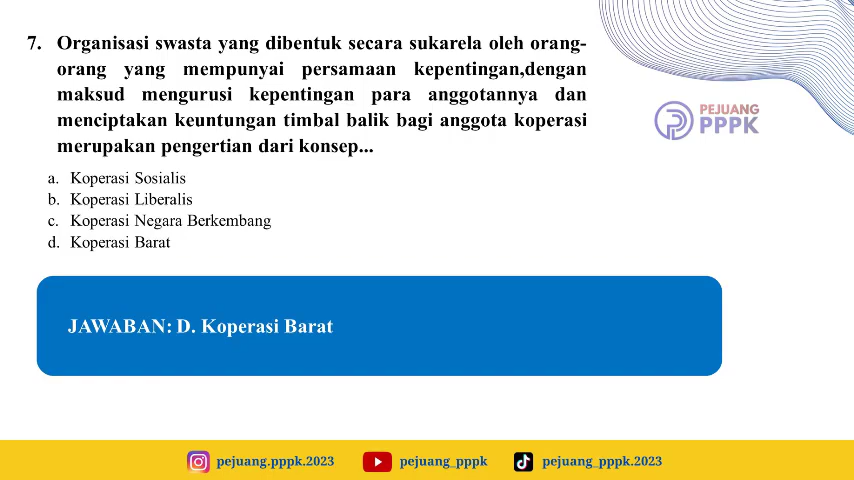 7. Organisasi swasta yang dibentuk secara sukarela oleh orang-
orang yang mempunyai persamaan kepentingan,dengan
maksud mengurusi kepentingan para anggotannya dan
menciptakan keuntungan timbal balik bagi anggota koperasi
merupakan pengertian dari konsep...
a. Koperasi Sosialis
b. Koperasi Liberalis
c. Koperasi Negara Berkembang
d. Koperasi Barat
PEJUANG
PPPK
JAWABAN: D. Koperasi Barat
pejuang.pppk.2023 pejuang_pppk pejuang_pppk.2023